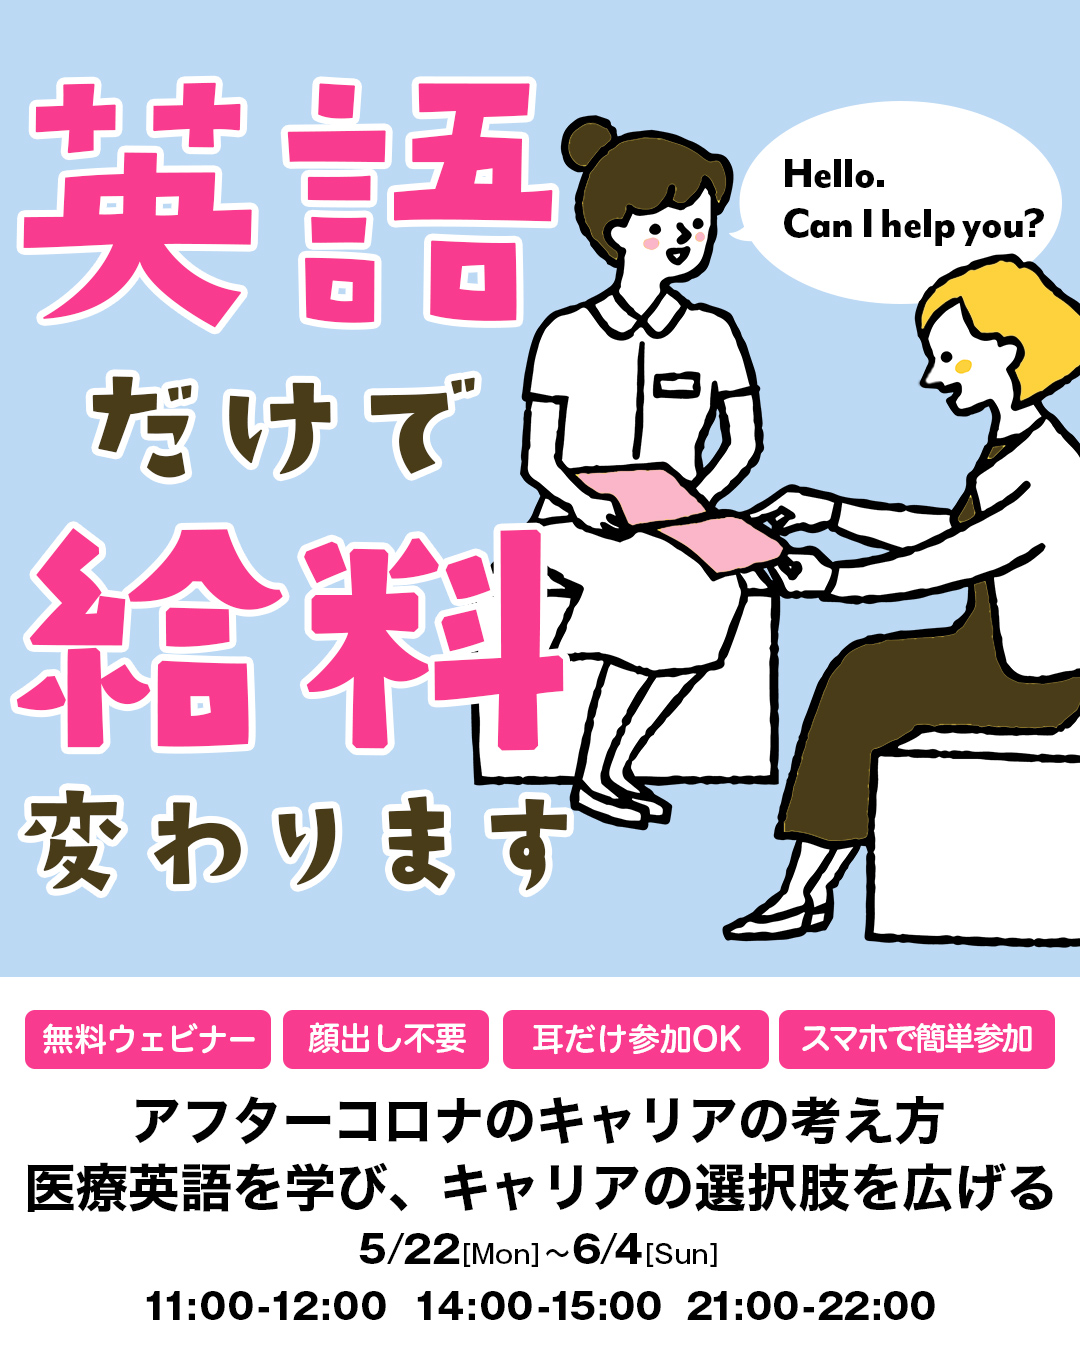 英語
だけで
給料
変わります
Hello.
Can I help you?
無料ウェビナー 顔出し不要 耳だけ参加OK スマホで簡単参加
アフターコロナのキャリアの考え方
医療英語を学び、キャリアの選択肢を広げる
5/22[Mon]～6/4[Sun]
11:00-12:00 14:00-15:00 21:00-22:00